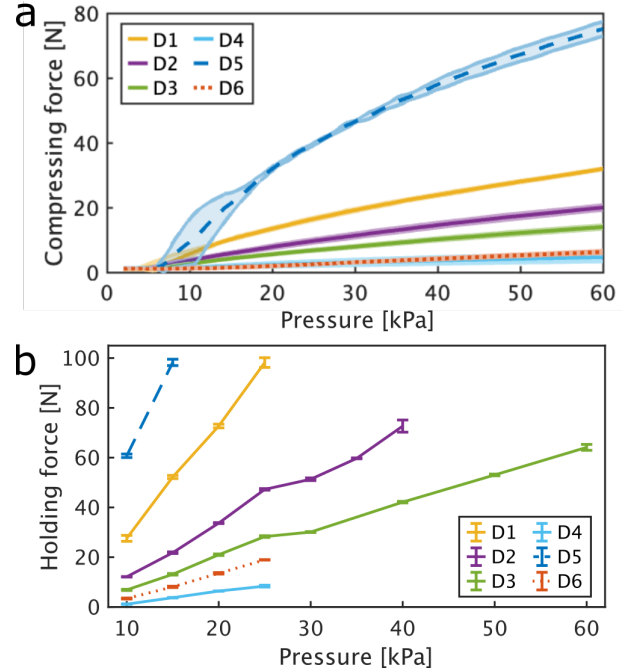 a
Compressing force [N]
80
60
40
20
0
D1 D4
D2 D5
D3 D6
0 10 20 30 40 50 60
Pressure [kPa]
b
Holding force [N]
100
80
60
40
20
0
D1 D4
D2 D5
D3 D6
10 20 30 40 50 60
Pressure [kPa]